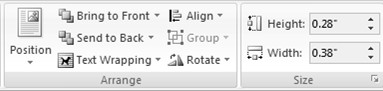 Bring to Front Align Height: 0.28"
Position Send to Back Group Width: 0.38"
Text Wrapping Rotate
Arrange Size